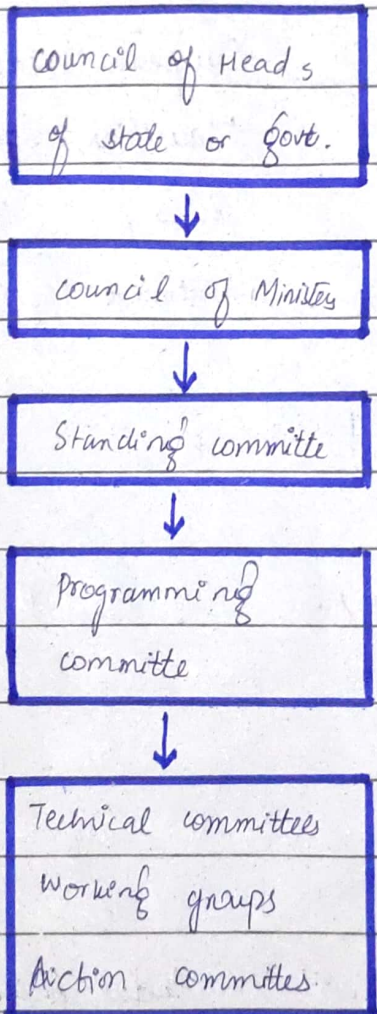 Council of Heads
of state or govt.
council of Ministers
Standing committe
programming
committe
Technical committees
working groups
Action committes.